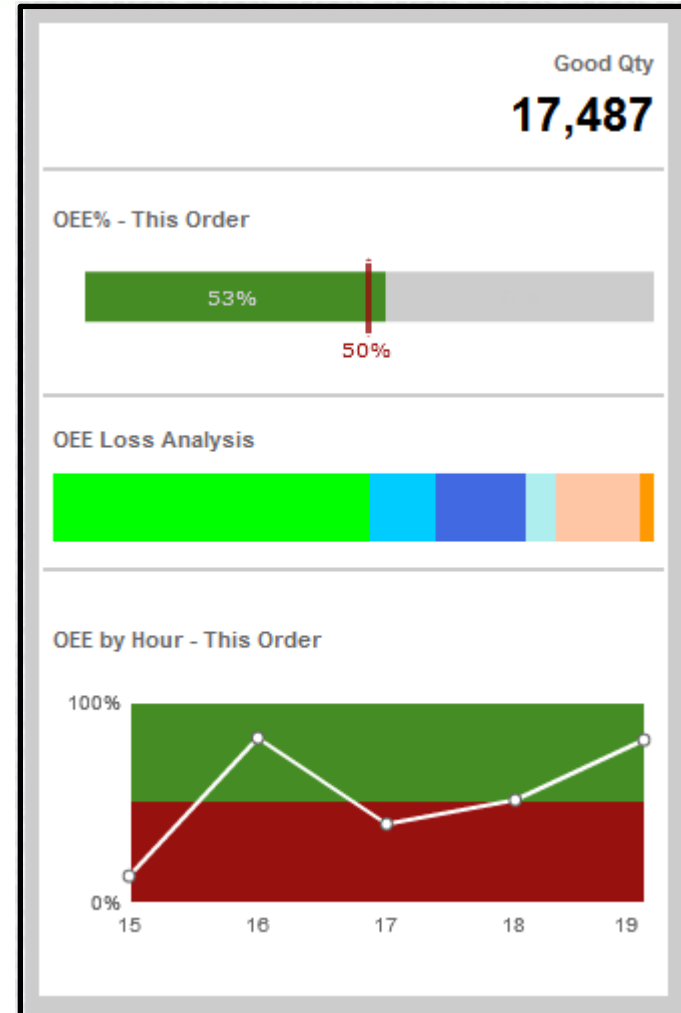 Good Qty
17,487
OEE% - This Order
53%
50%
OEE Loss Analysis
OEE by Hour - This Order
100%
0%
15 16 17 18 19